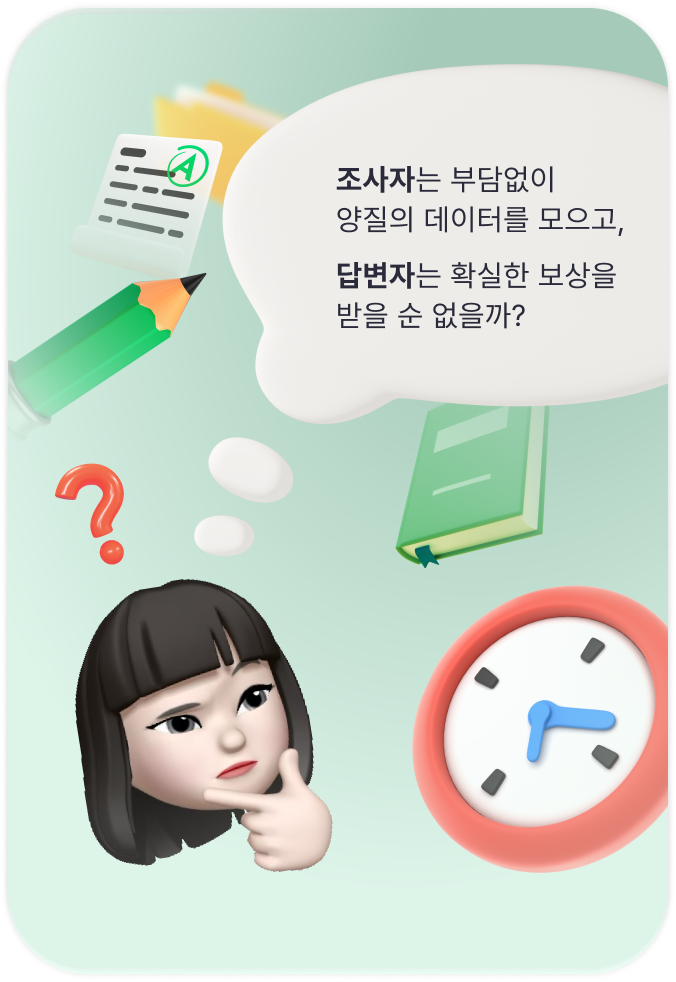 A
조사자는 부담없이
양질의 데이터를 모으고,
답변자는 확실한 보상을
받을 순 없을까?
?